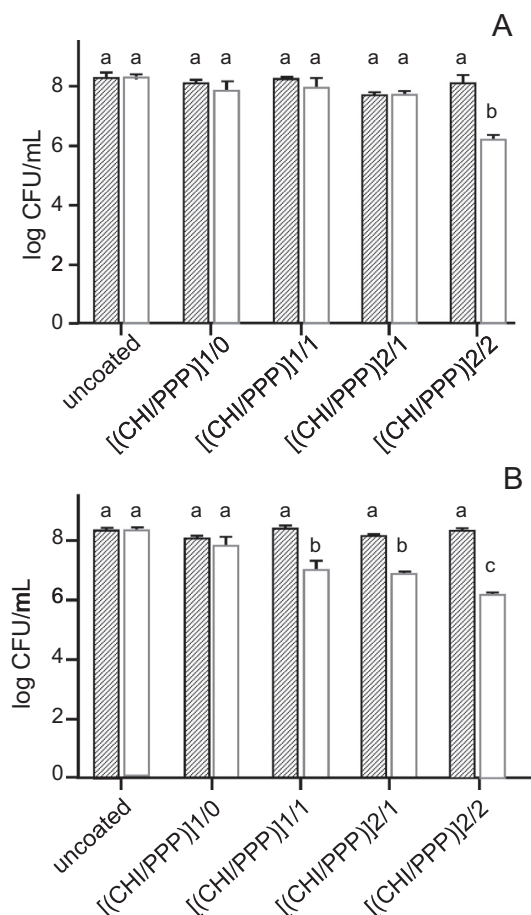 A
a a a a a a a a a b
log CFU/mL
8
6
4
2
0
uncoated
[(CHI/PPP)]1/0
[(CHI/PPP)]1/1
[(CHI/PPP)]2/1
[(CHI/PPP)]2/2
B
a a a a a b a b a c
log CFU/mL
8
6
4
2
0
uncoated
[(CHI/PPP)]1/0
[(CHI/PPP)]1/1
[(CHI/PPP)]2/1
[(CHI/PPP)]2/2